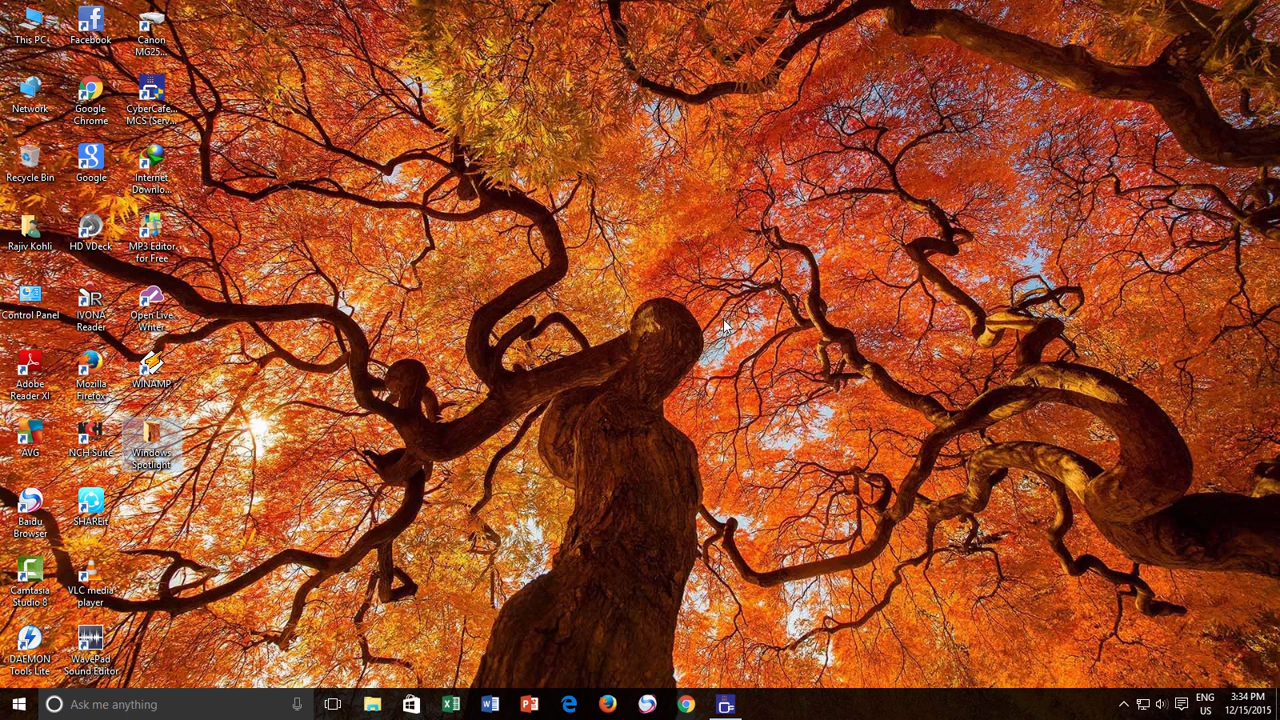 This PC
Facebook
Canon
MG25...
Network
Google
Chrome
CyberCafe...
MCS (Serv...
Recycle Bin
Google
Internet
Downlo...
Rajiv Kohli
HD VDeck
MP3 Editor
for Free
Control Panel
IVONA
Reader
Open Live
Writer
Adobe
Reader XI
Mozilla
Firefox
WINAMP
AVG
NCH Suite
Windows
Spotlight
Baidu
Browser
SHAREit
Camtasia
Studio 8
VLC media
player
DAEMON
Tools Lite
WavePad
Sound Editor
Ask me anything
ENG
US
3:34 PM
12/15/2015